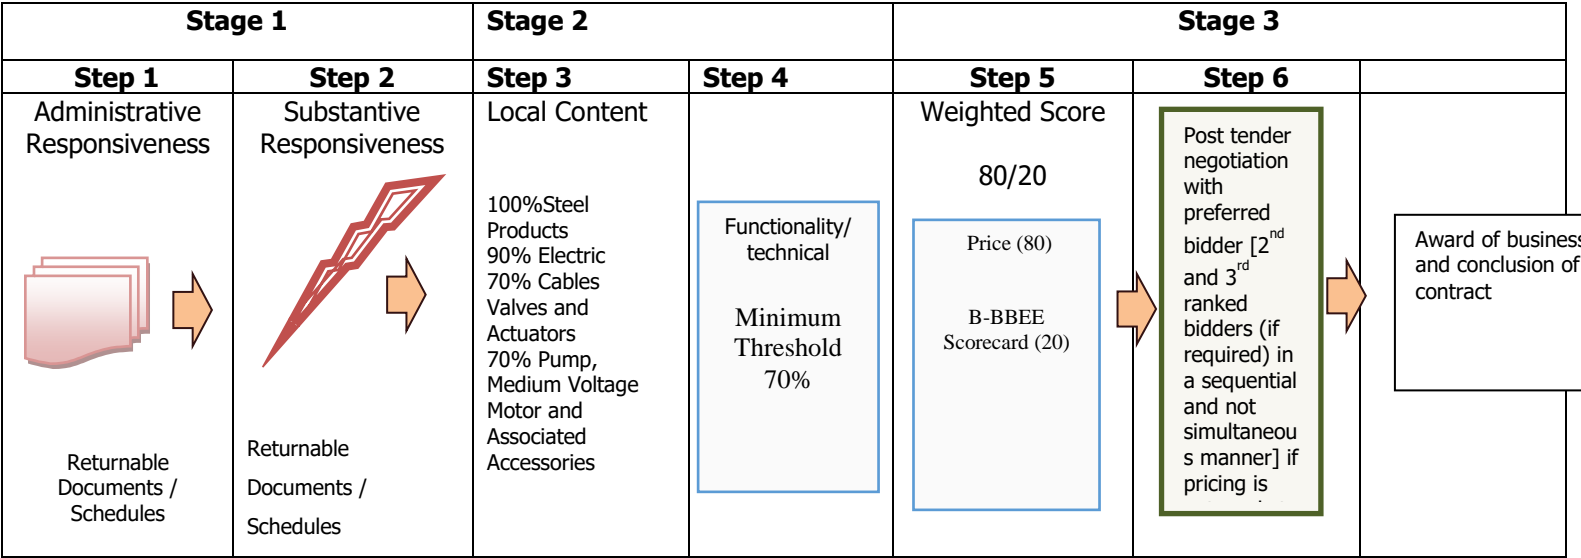 Stage 1
Stage 2
Stage 3
Step 1
Step 2
Step 3
Step 4
Step 5
Step 6
Administrative
Responsiveness
Returnable
Documents /
Schedules
Substantive
Responsiveness
Returnable
Documents /
Schedules
Local Content
100%Steel
Products
90% Electric
70% Cables
Valves and
Actuators
70% Pump,
Medium Voltage
Motor and
Associated
Accessories
Functionality/
technical
Minimum
Threshold
70%
Weighted Score
80/20
Price (80)
B-BBEE
Scorecard (20)
Post tender
negotiation
with
preferred
bidder [2nd
and 3rd
ranked
bidders (if
required) in
a sequential
and not
simultaneou
s manner] if
pricing is
Award of business
and conclusion of
contract